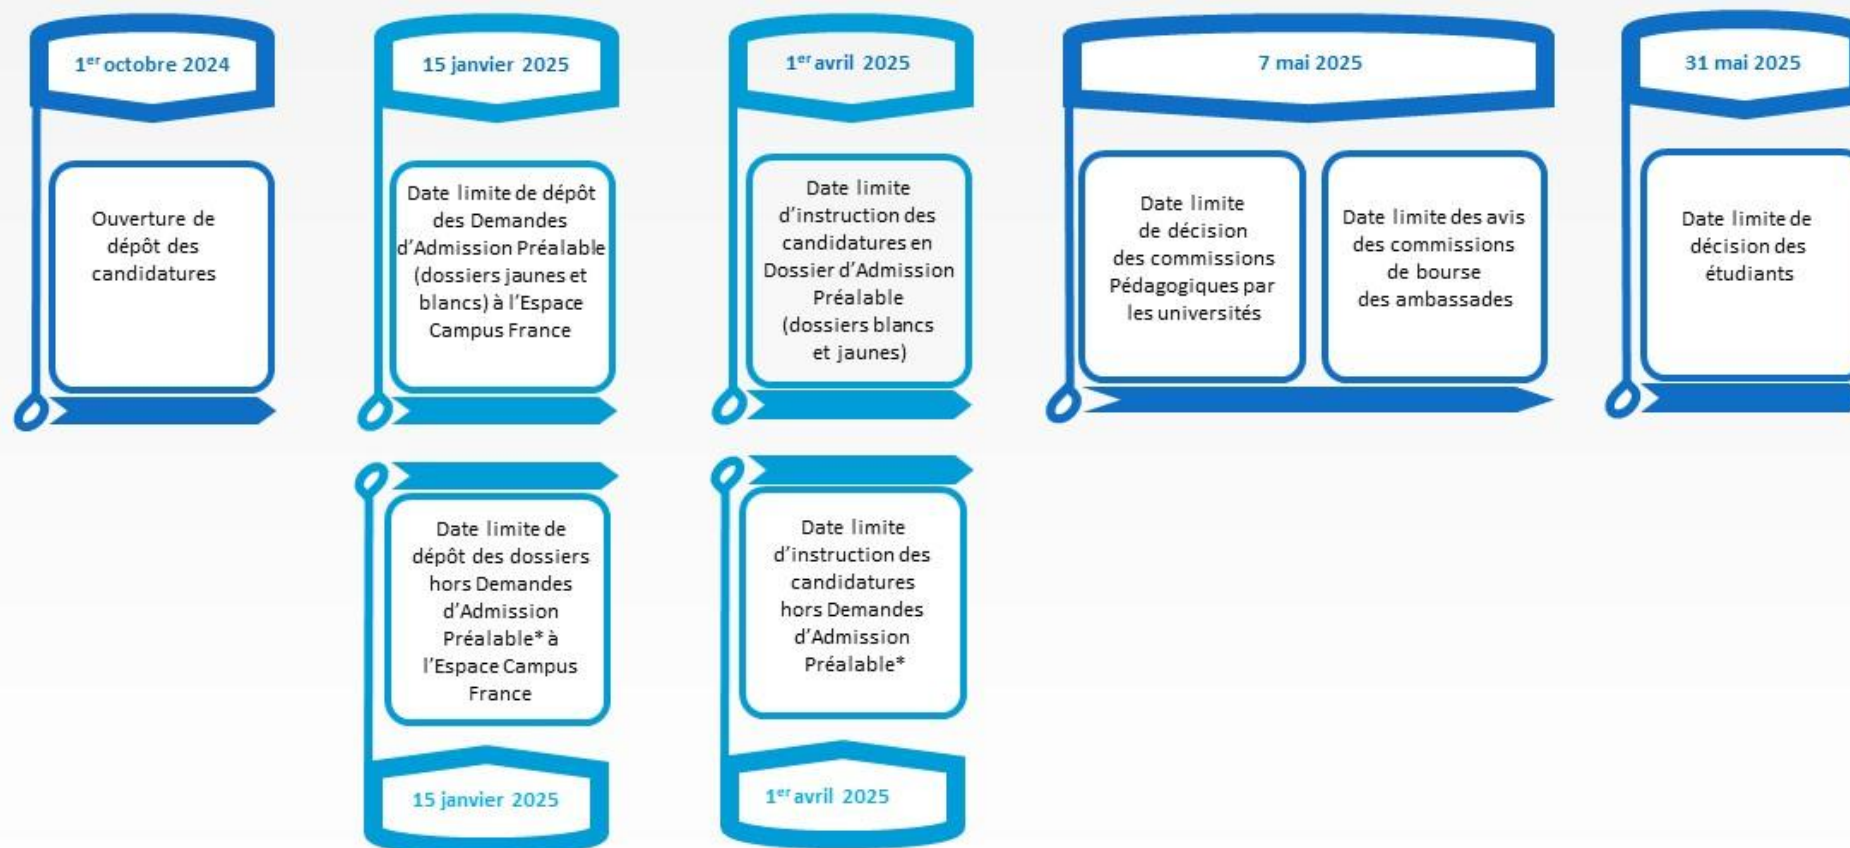 1er octobre 2024
Ouverture de
dépôt des
candidatures
15 janvier 2025
Date limite de dépôt
des Demandes
d’Admission Préalable
(dossiers jaunes et
blancs) à l’Espace
Campus France
1er avril 2025
Date limite
d’instruction des
candidatures en
Dossier d’Admission
Préalable
(dossiers blancs
et jaunes)
7 mai 2025
Date limite
de décision
des commissions
Pédagogiques par
les universités
Date limite des avis
des commissions
de bourse
des ambassades
31 mai 2025
Date limite de
décision des
étudiants
Date limite de
dépôt des dossiers
hors Demandes
d’Admission
Préalable* à
l’Espace Campus
France
15 janvier 2025
Date limite
d’instruction des
candidatures
hors Demandes
d’Admission
Préalable*
1er avril 2025